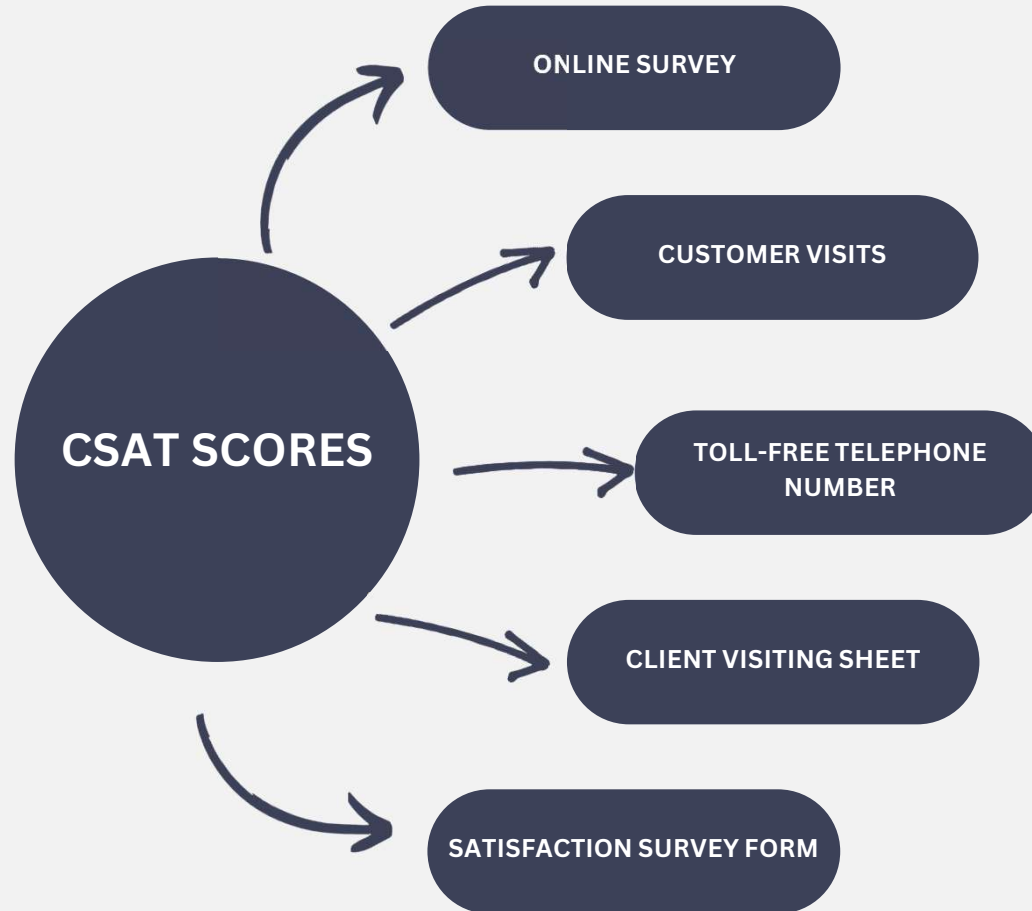 ONLINE SURVEY
CUSTOMER VISITS
CSAT SCORES
TOLL-FREE TELEPHONE
NUMBER
CLIENT VISITING SHEET
SATISFACTION SURVEY FORM